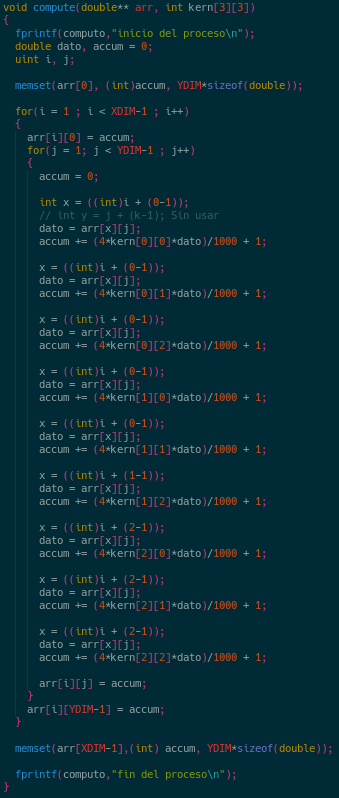 void compute(double** arr, int kern[3][3])
{
  fprintf(computo,"inicio del proceso\n");
  double dato, accum = 0;
  uint i, j;

  memset(arr[0], (int)accum, YDIM*sizeof(double));

  for(i = 1 ; i < XDIM-1 ; i++)
  {
    arr[i][0] = accum;
    for(j = 1; j < YDIM-1 ; j++)
    {
      accum = 0;

      int x = ((int)i + (0-1));
      // int y = j + (k-1); Sin usar
      dato = arr[x][j];
      accum += (4*kern[0][0]*dato)/1000 + 1;

      x = ((int)i + (0-1));
      dato = arr[x][j];
      accum += (4*kern[0][1]*dato)/1000 + 1;

      x = ((int)i + (0-1));
      dato = arr[x][j];
      accum += (4*kern[0][2]*dato)/1000 + 1;

      x = ((int)i + (0-1));
      dato = arr[x][j];
      accum += (4*kern[1][0]*dato)/1000 + 1;

      x = ((int)i + (0-1));
      dato = arr[x][j];
      accum += (4*kern[1][1]*dato)/1000 + 1;

      x = ((int)i + (1-1));
      dato = arr[x][j];
      accum += (4*kern[1][2]*dato)/1000 + 1;

      x = ((int)i + (2-1));
      dato = arr[x][j];
      accum += (4*kern[2][0]*dato)/1000 + 1;

      x = ((int)i + (2-1));
      dato = arr[x][j];
      accum += (4*kern[2][1]*dato)/1000 + 1;

      x = ((int)i + (2-1));
      dato = arr[x][j];
      accum += (4*kern[2][2]*dato)/1000 + 1;

      arr[i][j] = accum;
    }
    arr[i][YDIM-1] = accum;
  }

  memset(arr[XDIM-1],(int) accum, YDIM*sizeof(double));

  fprintf(computo,"fin del proceso\n");
}